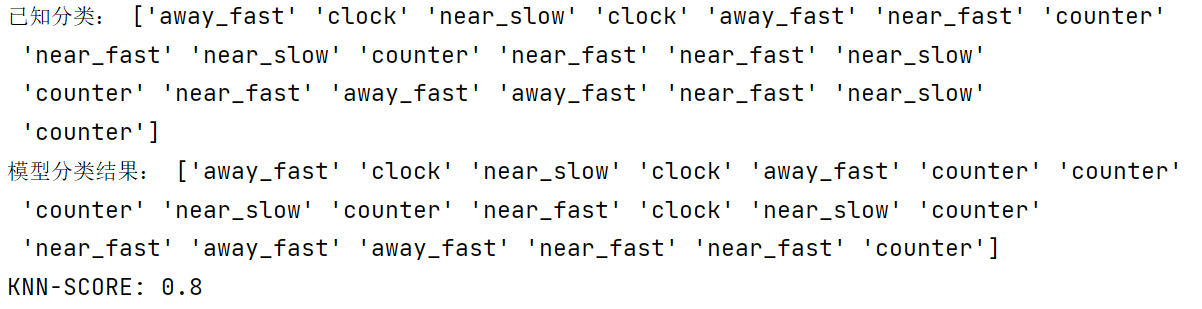 已知分类： ['away_fast' 'clock' 'near_slow' 'clock' 'away_fast' 'near_fast' 'counter'
'near_fast' 'near_slow' 'counter' 'near_fast' 'near_fast' 'near_slow'
'counter' 'near_fast' 'away_fast' 'away_fast' 'near_fast' 'near_slow'
'counter']
模型分类结果： ['away_fast' 'clock' 'near_slow' 'clock' 'away_fast' 'counter' 'counter'
'counter' 'near_slow' 'counter' 'near_fast' 'clock' 'near_slow' 'counter'
'near_fast' 'away_fast' 'away_fast' 'near_fast' 'near_fast' 'counter']
KNN-SCORE: 0.8